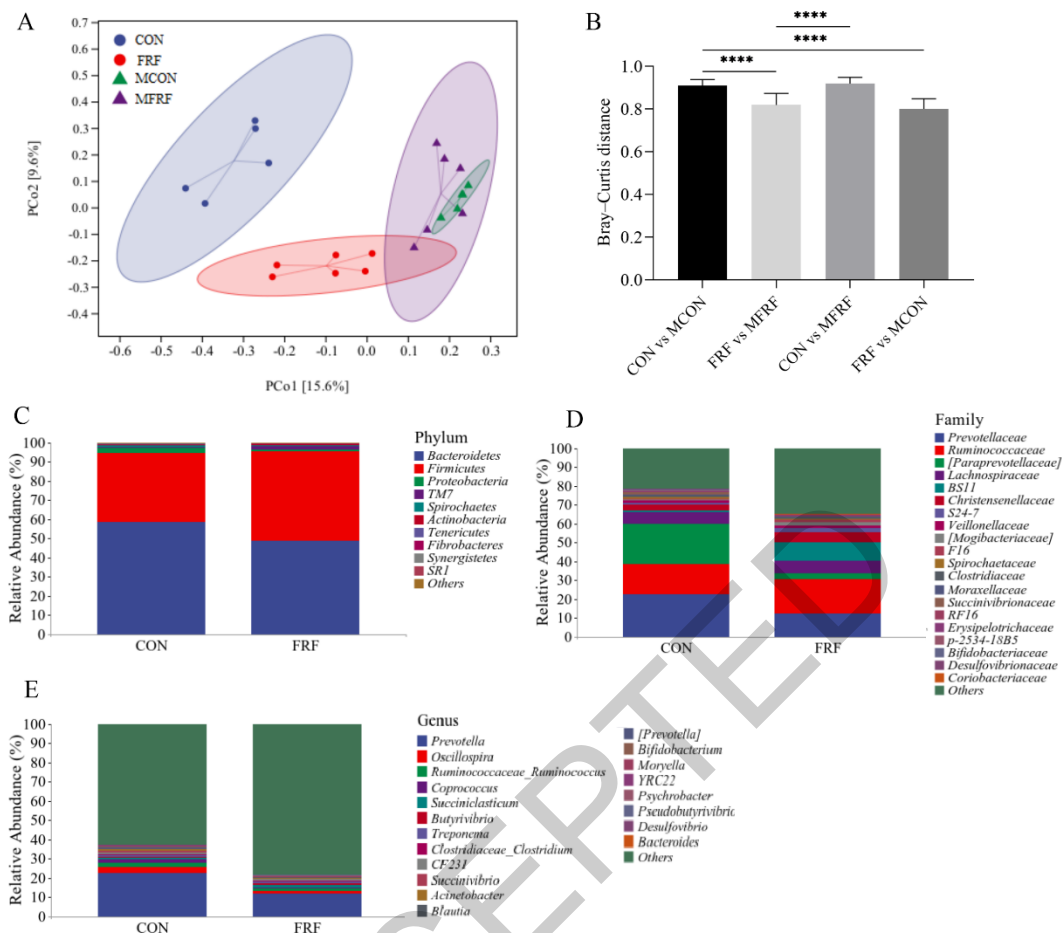 A
CON
FRF
MCON
MFRF
0.7
0.6
0.5
0.4
0.3
0.2
0.1
0.0
-0.1
-0.2
-0.3
-0.4
PCo2 [9.6%]
-0.6
-0.5
-0.4
-0.3
-0.2
-0.1
0.0
0.1
0.2
0.3
PCo1 [15.6%]
B
****
****
****
Bray–Curtis distance
1.0
0.8
0.6
0.4
0.2
0.0
CON vs MCON
FRF vs MFRF
CON vs MFRF
FRF vs MCON
C
Relative Abundance (%)
100
90
80
70
60
50
40
30
20
10
0
CON
FRF
Phylum
Bacteroidetes
Firmicutes
Proteobacteria
TM7
Spirochaetes
Actinobacteria
Tenericutes
Fibrobacteres
Synergistetes
SR1
Others
D
Relative Abundance (%)
100
90
80
70
60
50
40
30
20
10
0
CON
FRF
Family
Prevotellaceae
Ruminococcaceae
[Paraprevotellaceae]
Lachnospiraceae
BS11
Christensenellaceae
S24-7
Veillonellaceae
[Mogibacteriaceae]
F16
Spirochaetaceae
Clostridiaceae
Moraxellaceae
Succinivibrionaceae
RF16
Erysipelotrichaceae
p-2534-18B5
Bifidobacteriaceae
Desulfovibrionaceae
Coriobacteriaceae
Others
E
Relative Abundance (%)
100
90
80
70
60
50
40
30
20
10
0
CON
FRF
Genus
Prevotella
Oscillospira
Ruminococcaceae_Ruminococcus
Coprococcus
Succiniclasticum
Butyrivibrio
Treponema
Clostridiaceae_Clostridium
CF231
Succinivibrio
Acinetobacter
Blautia
[Prevotella]
Bifidobacterium
Moryella
YRC22
Psychrobacter
Pseudobutyrivibrio
Desulfovibrio
Bacteroides
Others
CEPTED